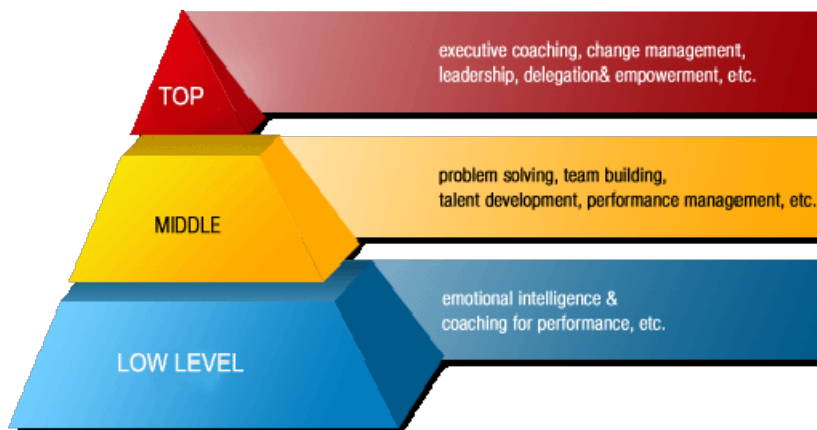 TOP
executive coaching, change management,
leadership, delegation& empowerment, etc.
MIDDLE
problem solving, team building,
talent development, performance management, etc.
LOW LEVEL
emotional intelligence &
coaching for performance, etc.